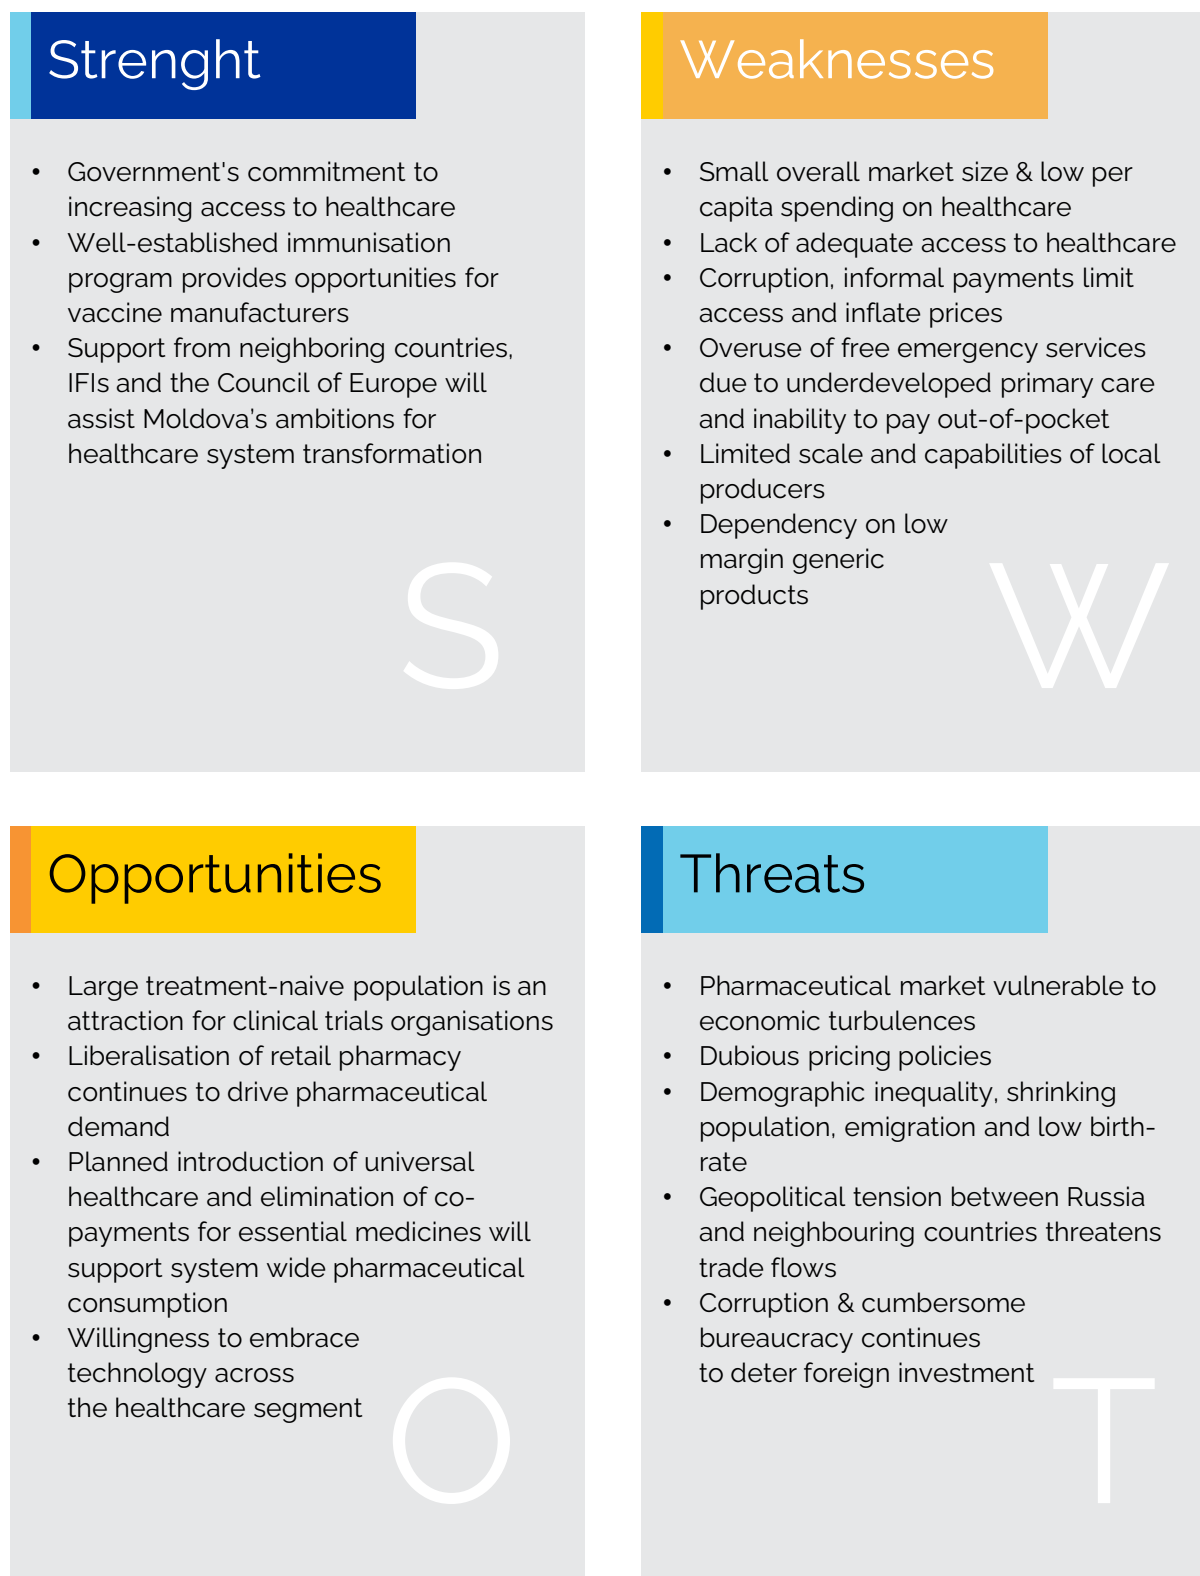 Strenght
• Government's commitment to
increasing access to healthcare
• Well-established immunisation
program provides opportunities for
vaccine manufacturers
• Support from neighboring countries,
IFIs and the Council of Europe will
assist Moldova's ambitions for
healthcare system transformation
S
Weaknesses
• Small overall market size & low per
capita spending on healthcare
• Lack of adequate access to healthcare
• Corruption, informal payments limit
access and inflate prices
• Overuse of free emergency services
due to underdeveloped primary care
and inability to pay out-of-pocket
• Limited scale and capabilities of local
producers
• Dependency on low
margin generic
products
W
Opportunities
• Large treatment-naive population is an
attraction for clinical trials organisations
• Liberalisation of retail pharmacy
continues to drive pharmaceutical
demand
• Planned introduction of universal
healthcare and elimination of co-
payments for essential medicines will
support system wide pharmaceutical
consumption
• Willingness to embrace
technology across
the healthcare segment
O
Threats
• Pharmaceutical market vulnerable to
economic turbulences
• Dubious pricing policies
• Demographic inequality, shrinking
population, emigration and low birth-
rate
• Geopolitical tension between Russia
and neighbouring countries threatens
trade flows
• Corruption & cumbersome
bureaucracy continues
to deter foreign investment
T